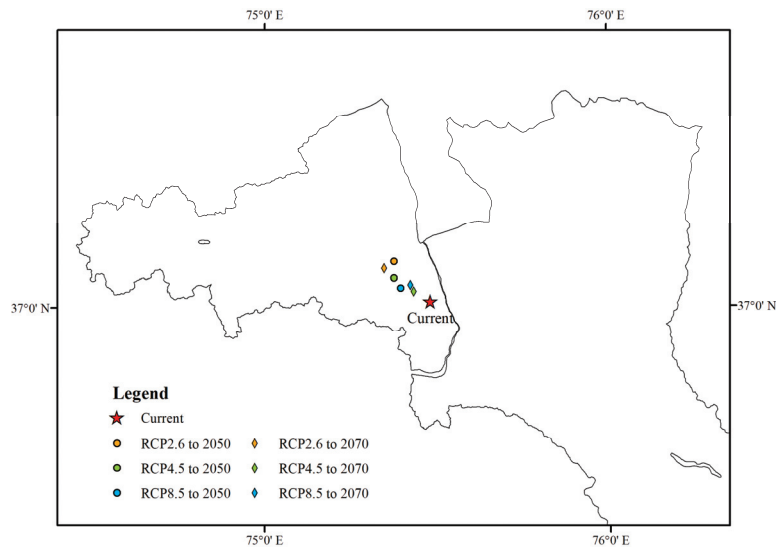 75°0' E 76°0' E
37°0' N 37°0' N
Current
Legend
Current
RCP2.6 to 2050 RCP2.6 to 2070
RCP4.5 to 2050 RCP4.5 to 2070
RCP8.5 to 2050 RCP8.5 to 2070
75°0' E 76°0' E